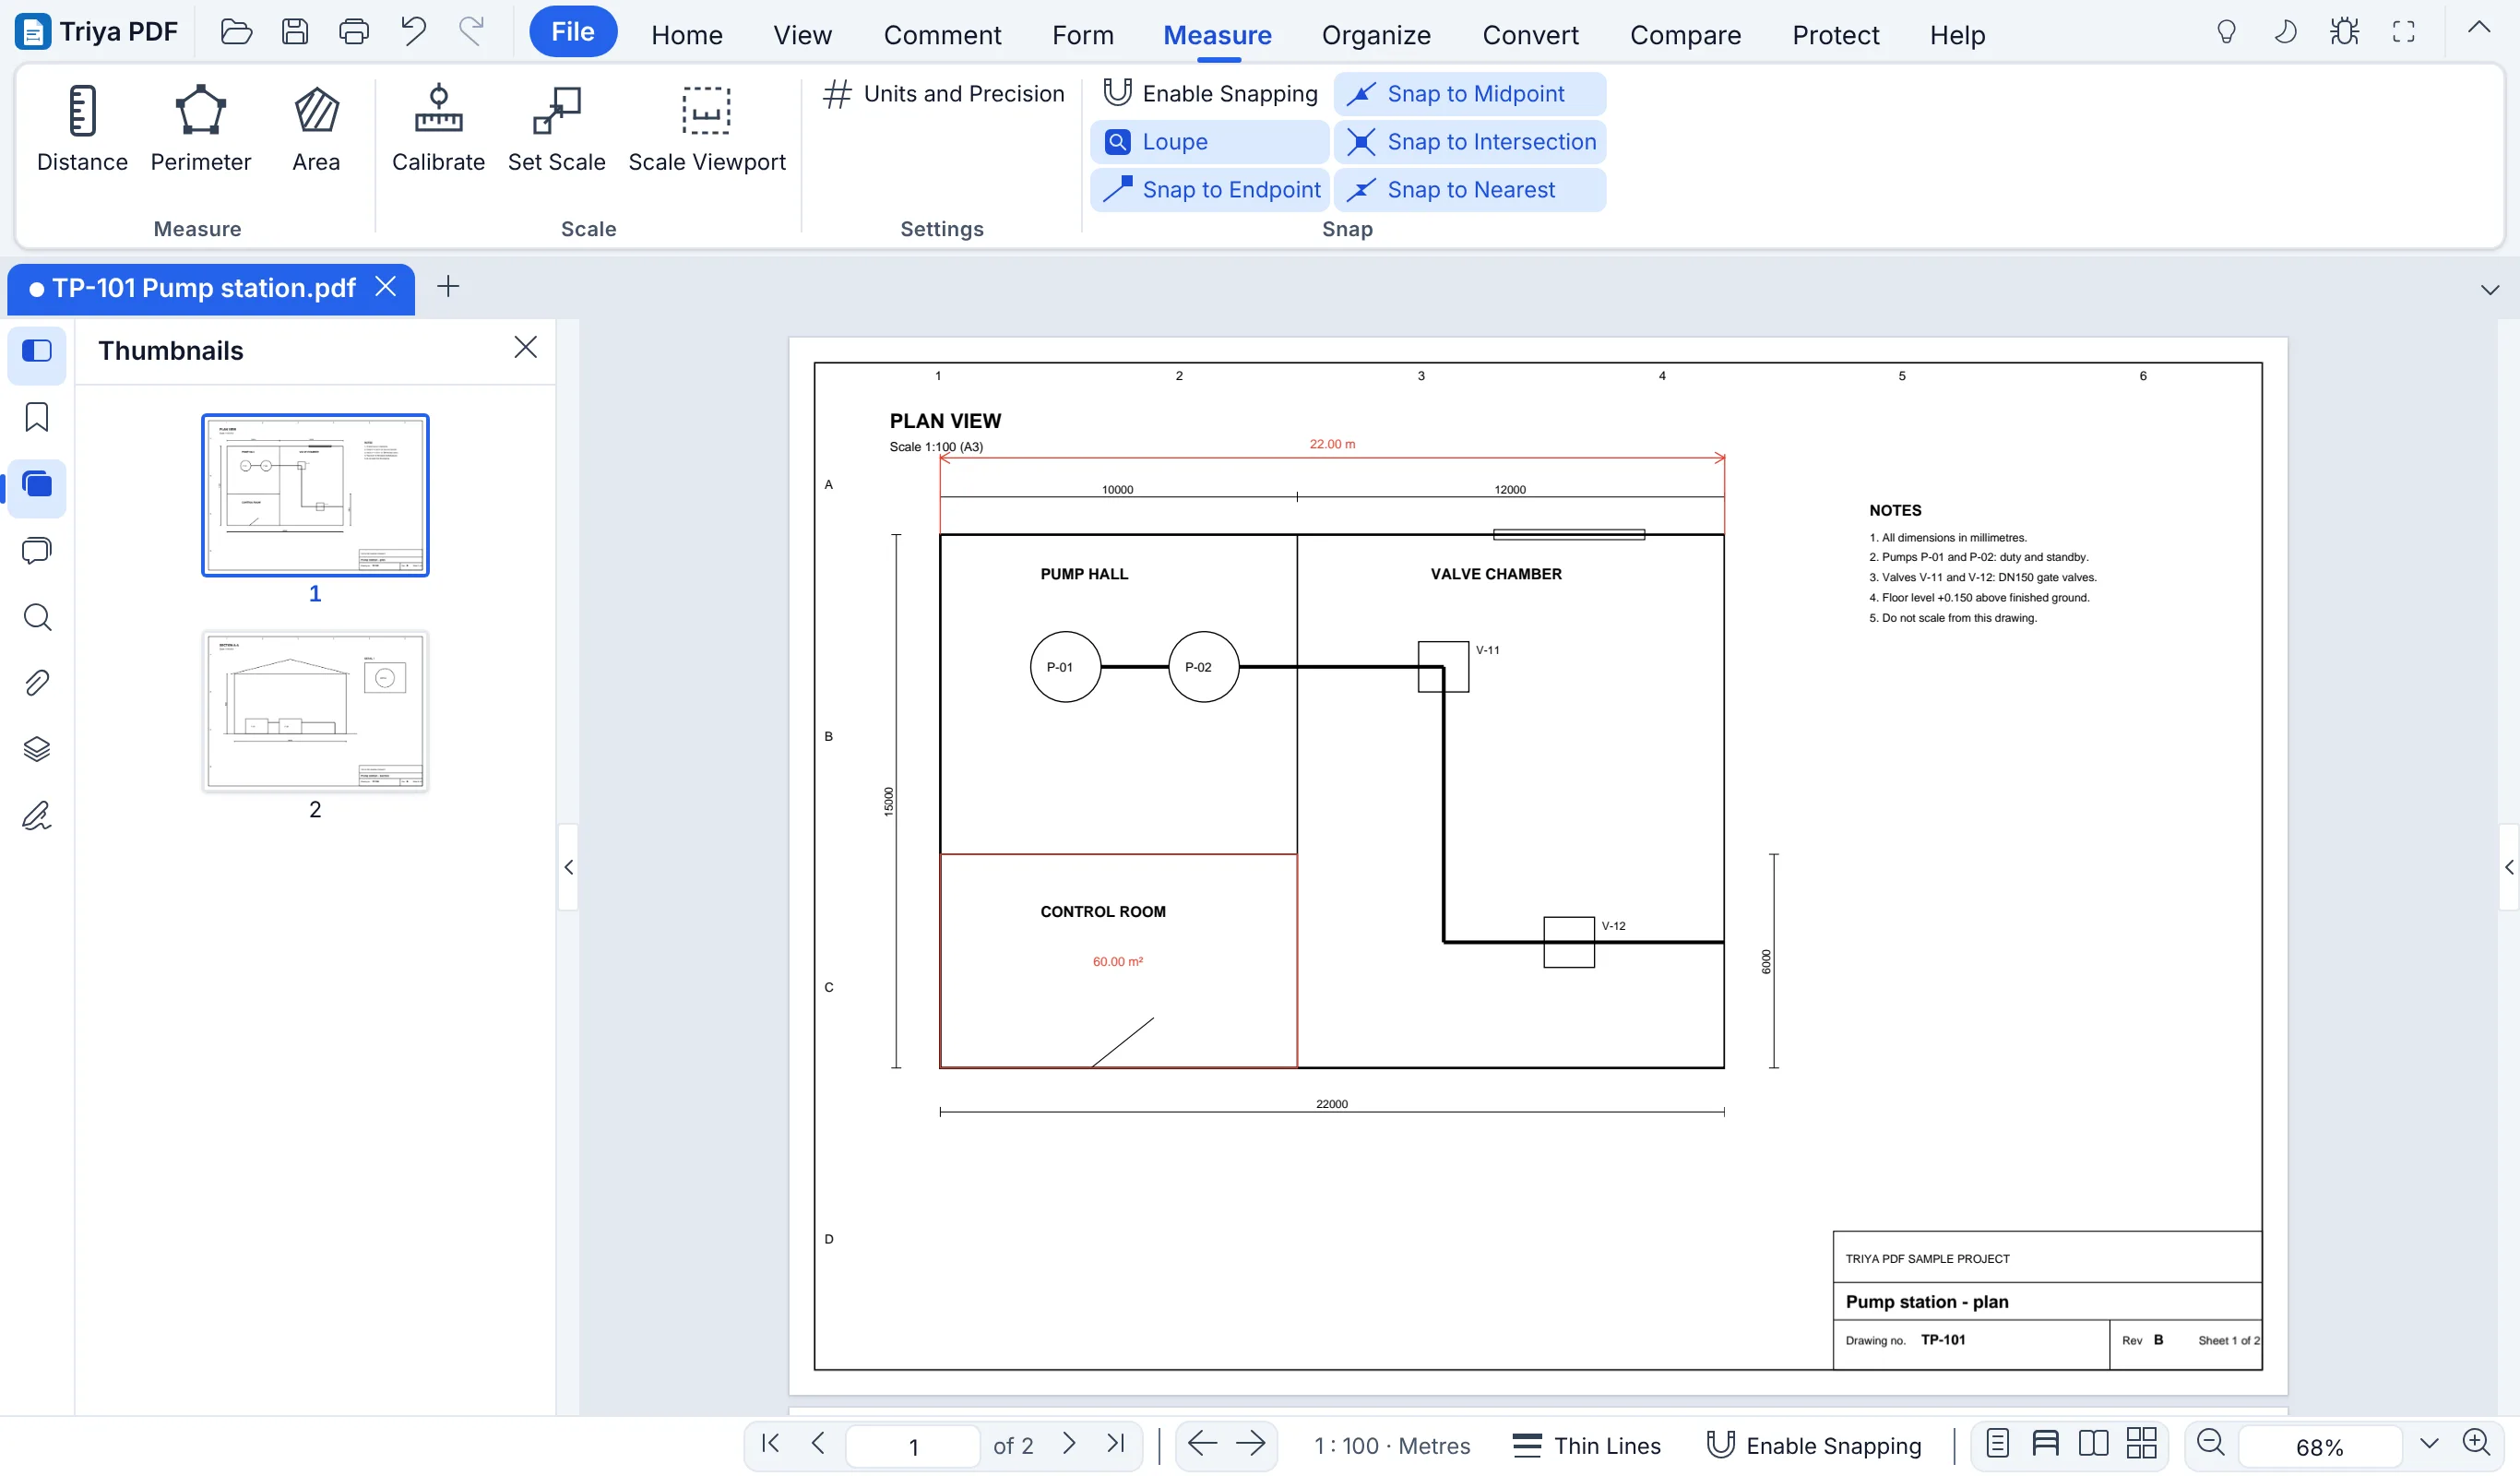 Triya PDF
File
Home
View
Comment
Form
Measure
Organize
Convert
Compare
Protect
Help
Distance
Perimeter
Area
Measure
Calibrate
Set Scale
Scale Viewport
Scale
Units and Precision
Settings
Enable Snapping
Snap to Midpoint
Loupe
Snap to Intersection
Snap to Endpoint
Snap to Nearest
Snap
TP-101 Pump station.pdf
Thumbnails
1
2
1 2 3 4 5 6
A
B
C
D
PLAN VIEW
Scale 1:100 (A3)
22.00 m
10000
12000
PUMP HALL
VALVE CHAMBER
P-01
P-02
V-11
15000
CONTROL ROOM
60.00 m²
V-12
6000
22000
NOTES
1. All dimensions in millimetres.
2. Pumps P-01 and P-02: duty and standby.
3. Valves V-11 and V-12: DN150 gate valves.
4. Floor level +0.150 above finished ground.
5. Do not scale from this drawing.
TRIYA PDF SAMPLE PROJECT
Pump station - plan
Drawing no. TP-101
Rev B
Sheet 1 of 2
1 of 2
1 : 100 · Metres
Thin Lines
Enable Snapping
68%